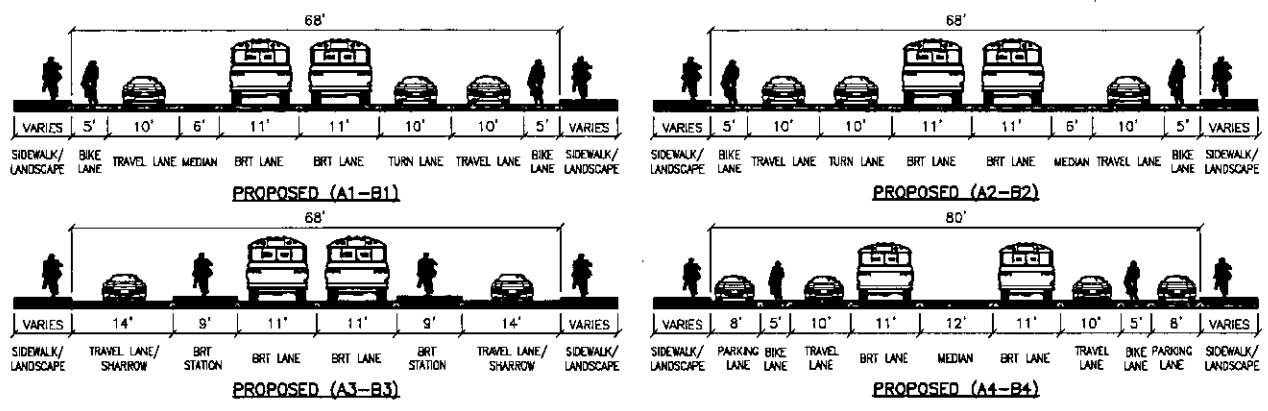 68'
VARIES 5' 10' 6' 11' 11' 10' 10' 5' VARIES
SIDEWALK/ LANDSCAPE BIKE LANE TRAVEL LANE MEDIAN BRT LANE BRT LANE TURN LANE TRAVEL LANE BIKE LANE SIDEWALK/ LANDSCAPE
PROPOSED (A1-B1)
68'
VARIES 5' 10' 10' 11' 11' 6' 10' 5' VARIES
SIDEWALK/ LANDSCAPE BIKE LANE TRAVEL LANE TURN LANE BRT LANE BRT LANE MEDIAN TRAVEL LANE BIKE LANE SIDEWALK/ LANDSCAPE
PROPOSED (A2-B2)
68'
VARIES 14' 9' 11' 11' 9' 14' VARIES
SIDEWALK/ LANDSCAPE TRAVEL LANE/ SHARROW BRT STATION BRT LANE BRT LANE BRT STATION TRAVEL LANE/ SHARROW SIDEWALK/ LANDSCAPE
PROPOSED (A3-B3)
80'
VARIES 8' 5' 10' 11' 12' 11' 10' 5' 8' VARIES
SIDEWALK/ LANDSCAPE PARKING LANE BIKE LANE TRAVEL LANE BRT LANE MEDIAN BRT LANE TRAVEL LANE BIKE LANE PARKING LANE SIDEWALK/ LANDSCAPE
PROPOSED (A4-B4)